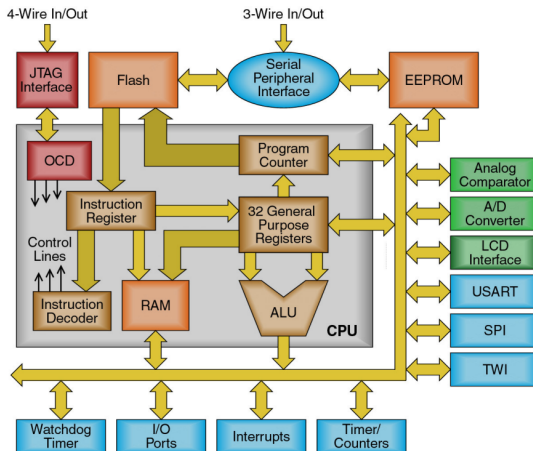 4-Wire In/Out
3-Wire In/Out
JTAG
Interface
Flash
Serial
Peripheral
Interface
EEPROM
OCD
Program
Counter
Analog
Comparator
Instruction
Register
32 General
Purpose
Registers
A/D
Converter
Control
Lines
LCD
Interface
Instruction
Decoder
RAM
ALU
USART
CPU
SPI
TWI
Watchdog
Timer
I/O
Ports
Interrupts
Timer/
Counters